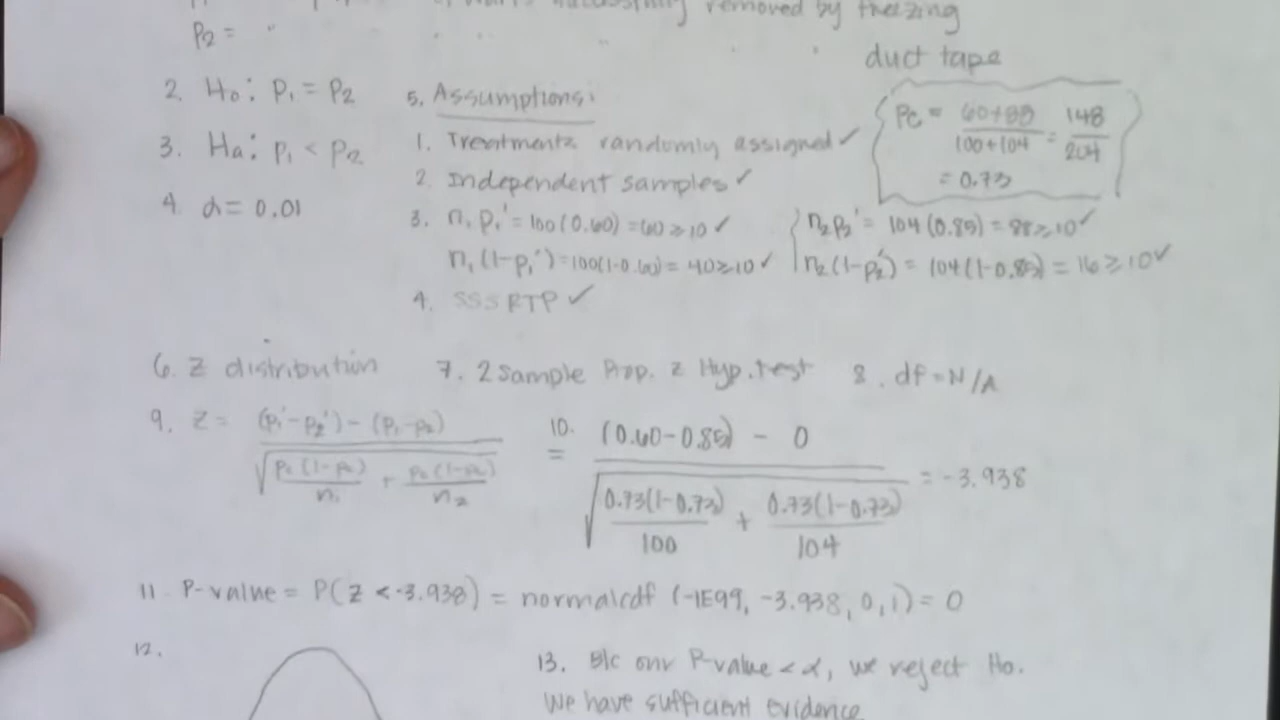 removed by freezing
P2 = " " " "
duct tape
2. Ho: P1 = P2
3. Ha: P1 < P2
4. α = 0.01
5. Assumptions:
1. Treatments randomly assigned ✓
2. Independent samples ✓
3. n1 p1' = 100(0.60) = 60 ≥ 10 ✓
n1(1-p1') = 100(1-0.60) = 40 ≥ 10 ✓
n2p2' = 104(0.85) = 88 ≥ 10 ✓
n2(1-p2') = 104(1-0.85) = 16 ≥ 10 ✓
4. SSSRTP ✓
Pc = (60+88)/(100+104) = 148/204
= 0.73
6. Z distribution 7. 2 Sample Prop. z Hyp. test 8. df = N/A
9. Z = ((p1'-p2') - (p1-p2)) / √(pc(1-pc)/n1 + pc(1-pc)/n2)
10. = ((0.60-0.85) - 0) / √(0.73(1-0.73)/100 + 0.73(1-0.73)/104) = -3.938
11. P-value = P(Z < -3.938) = normalcdf (-1E99, -3.938, 0, 1) = 0
12.
13. B/c our P-value < α, we reject Ho.
We have sufficient evidence